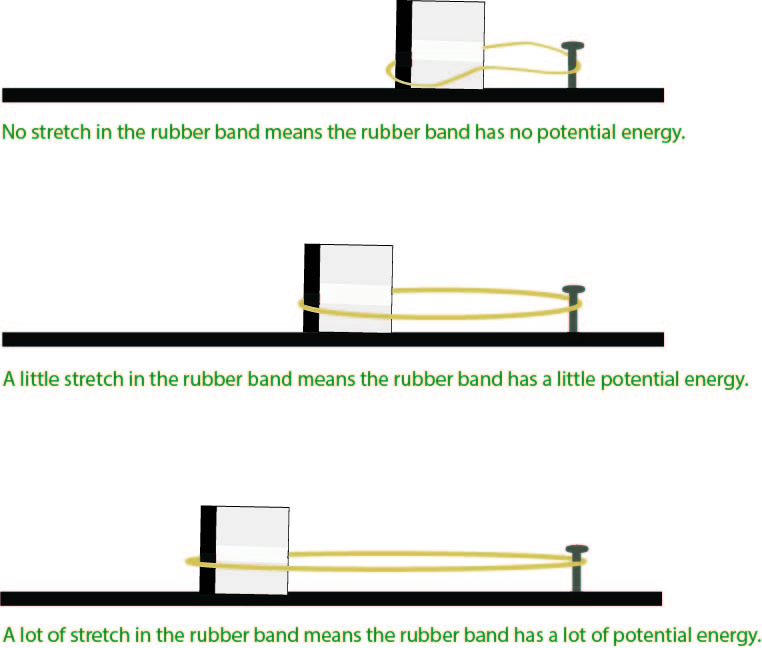 No stretch in the rubber band means the rubber band has no potential energy.
A little stretch in the rubber band means the rubber band has a little potential energy.
A lot of stretch in the rubber band means the rubber band has a lot of potential energy.